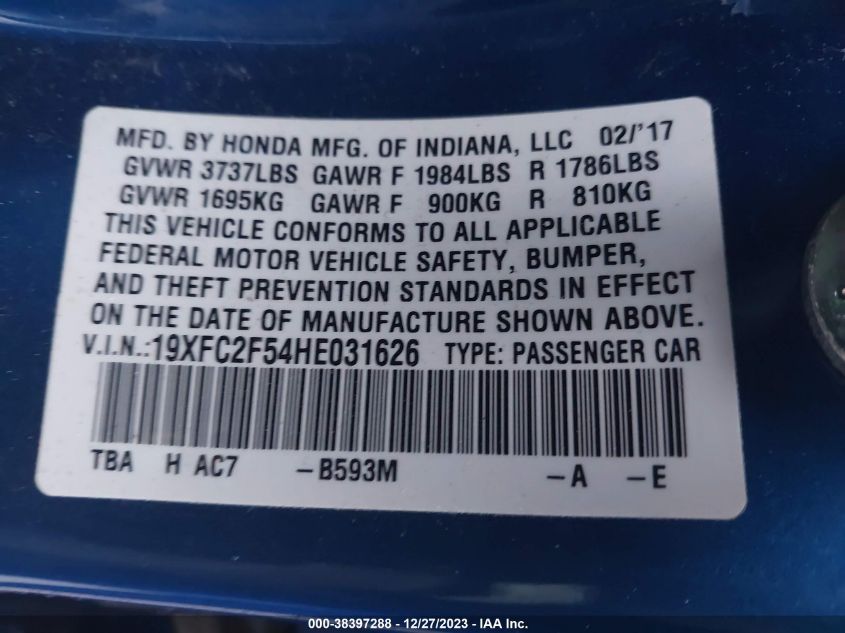 MFD. BY HONDA MFG. OF INDIANA, LLC 02/'17
GVWR 3737LBS GAWR F 1984LBS R 1786LBS
GVWR 1695KG GAWR F 900KG R 810KG
THIS VEHICLE CONFORMS TO ALL APPLICABLE
FEDERAL MOTOR VEHICLE SAFETY, BUMPER,
AND THEFT PREVENTION STANDARDS IN EFFECT
ON THE DATE OF MANUFACTURE SHOWN ABOVE.
V.I.N.:19XFC2F54HE031626 TYPE: PASSENGER CAR
TBA H AC7 -B593M -A -E
000-38397288 - 12/27/2023 - IAA Inc.